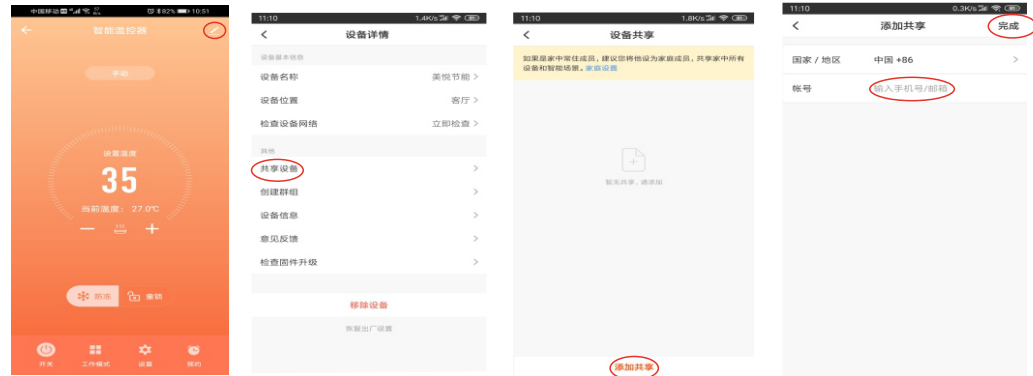 中国移动 82% 10:51
智能温控器
手动
设置温度
35
当前温度： 27.0℃
防冻 童锁
开关 工作模式 设置 预约
11:10 1.4K/s
设备详情
设备基本信息
设备名称 美悦节能 >
设备位置 客厅 >
检查设备网络 立即检查 >
其他
共享设备 >
创建群组 >
设备信息 >
意见反馈 >
检查固件升级 >
移除设备
恢复出厂设置
11:10 1.8K/s
设备共享
如果是家中常住成员，建议您将他设为家庭成员，共享家中所有
设备和智能场景。家庭设置
暂无共享，请添加
添加共享
11:10 0.3K/s
添加共享 完成
国家 / 地区 中国 +86 >
帐号 输入手机号/邮箱